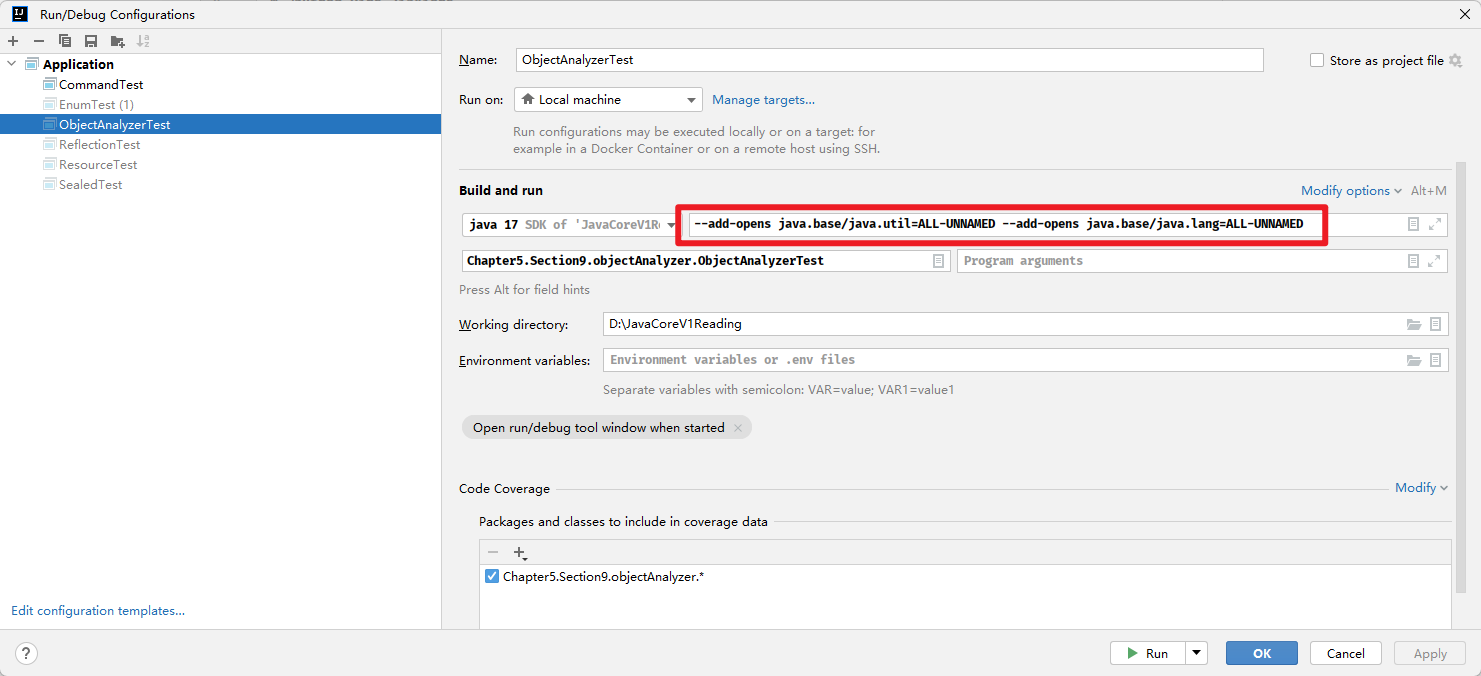 Run/Debug Configurations
Application
CommandTest
EnumTest (1)
ObjectAnalyzerTest
ReflectionTest
ResourceTest
SealedTest
Edit configuration templates...
Name: ObjectAnalyzerTest Store as project file
Run on: Local machine Manage targets...
Run configurations may be executed locally or on a target: for
example in a Docker Container or on a remote host using SSH.
Build and run Modify options Alt+M
java 17 SDK of 'JavaCoreV1Re --add-opens java.base/java.util=ALL-UNNAMED --add-opens java.base/java.lang=ALL-UNNAMED
Chapter5.Section9.objectAnalyzer.ObjectAnalyzerTest Program arguments
Press Alt for field hints
Working directory: D:\JavaCoreV1Reading
Environment variables: Environment variables or .env files
Separate variables with semicolon: VAR=value; VAR1=value1
Open run/debug tool window when started
Code Coverage Modify
Packages and classes to include in coverage data
Chapter5.Section9.objectAnalyzer.*
? Run OK Cancel Apply